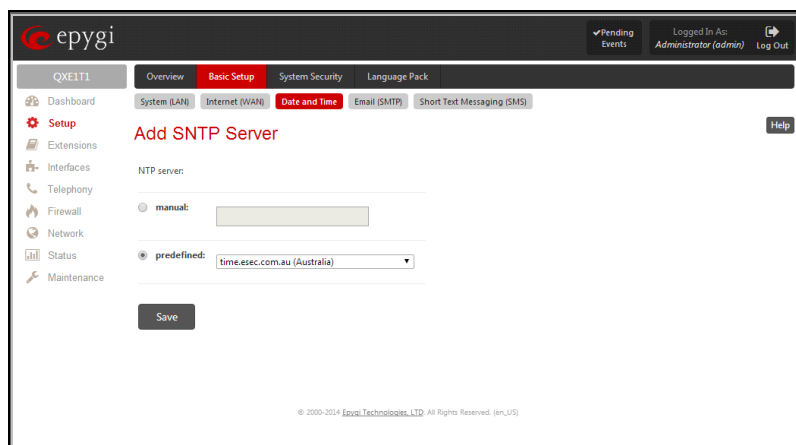 epygi
✔Pending Events
Logged In As:
Administrator (admin)
Log Out
QXE1T1
Overview
Basic Setup
System Security
Language Pack
Dashboard
Setup
Extensions
Interfaces
Telephony
Firewall
Network
Status
Maintenance
System (LAN)
Internet (WAN)
Date and Time
Email (SMTP)
Short Text Messaging (SMS)
Add SNTP Server
Help
NTP server:
manual:
predefined:
time.esec.com.au (Australia)
Save
© 2000-2014 Epygi Technologies, LTD. All Rights Reserved. (en_US)